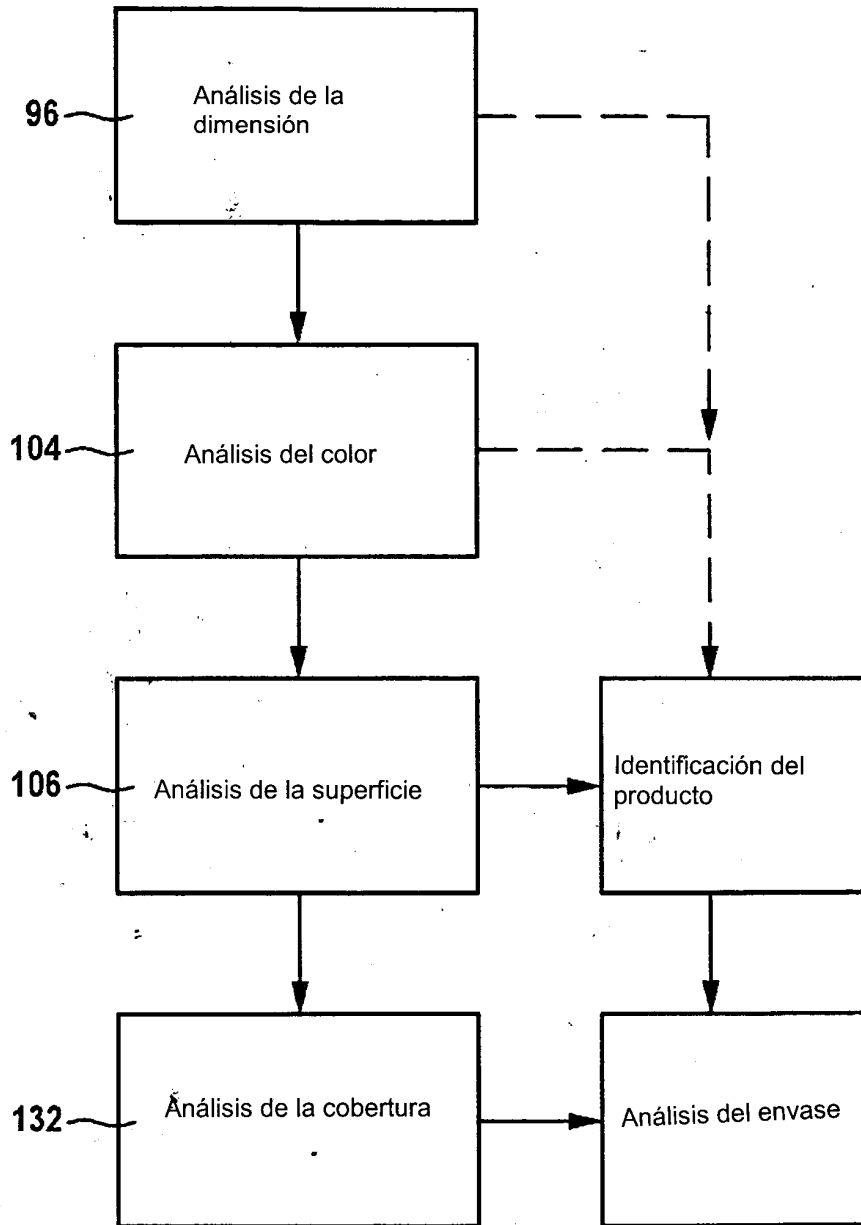 96
Análisis de la
dimensión
104
Análisis del color
106
Análisis de la superficie
Identificación del
producto
132
Análisis de la cobertura
Análisis del envase